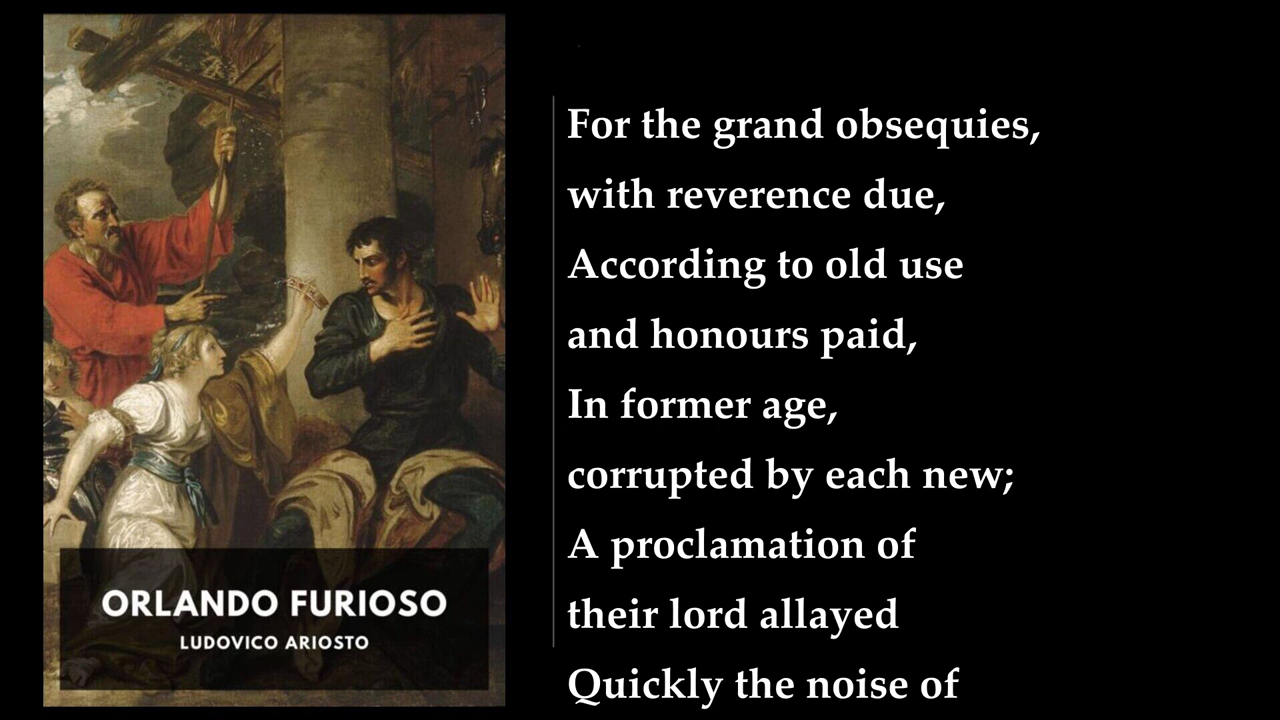 ORLANDO FURIOSO
LUDOVICO ARIOSTO
For the grand obsequies,
with reverence due,
According to old use
and honours paid,
In former age,
corrupted by each new;
A proclamation of
their lord allayed
Quickly the noise of